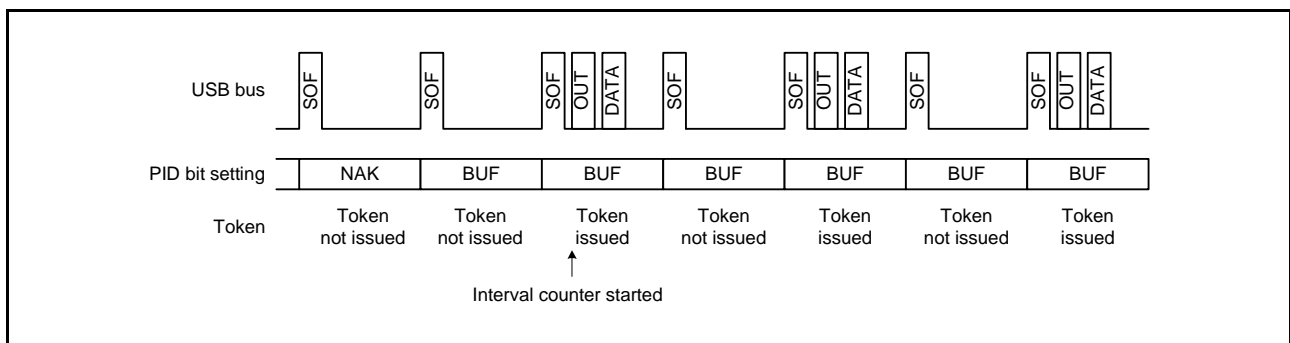 USB bus
SOF
SOF
SOF
OUT
DATA
SOF
SOF
OUT
DATA
SOF
SOF
OUT
DATA
PID bit setting
NAK
BUF
BUF
BUF
BUF
BUF
BUF
Token
Token
not issued
Token
not issued
Token
issued
Token
not issued
Token
issued
Token
not issued
Token
issued
Interval counter started